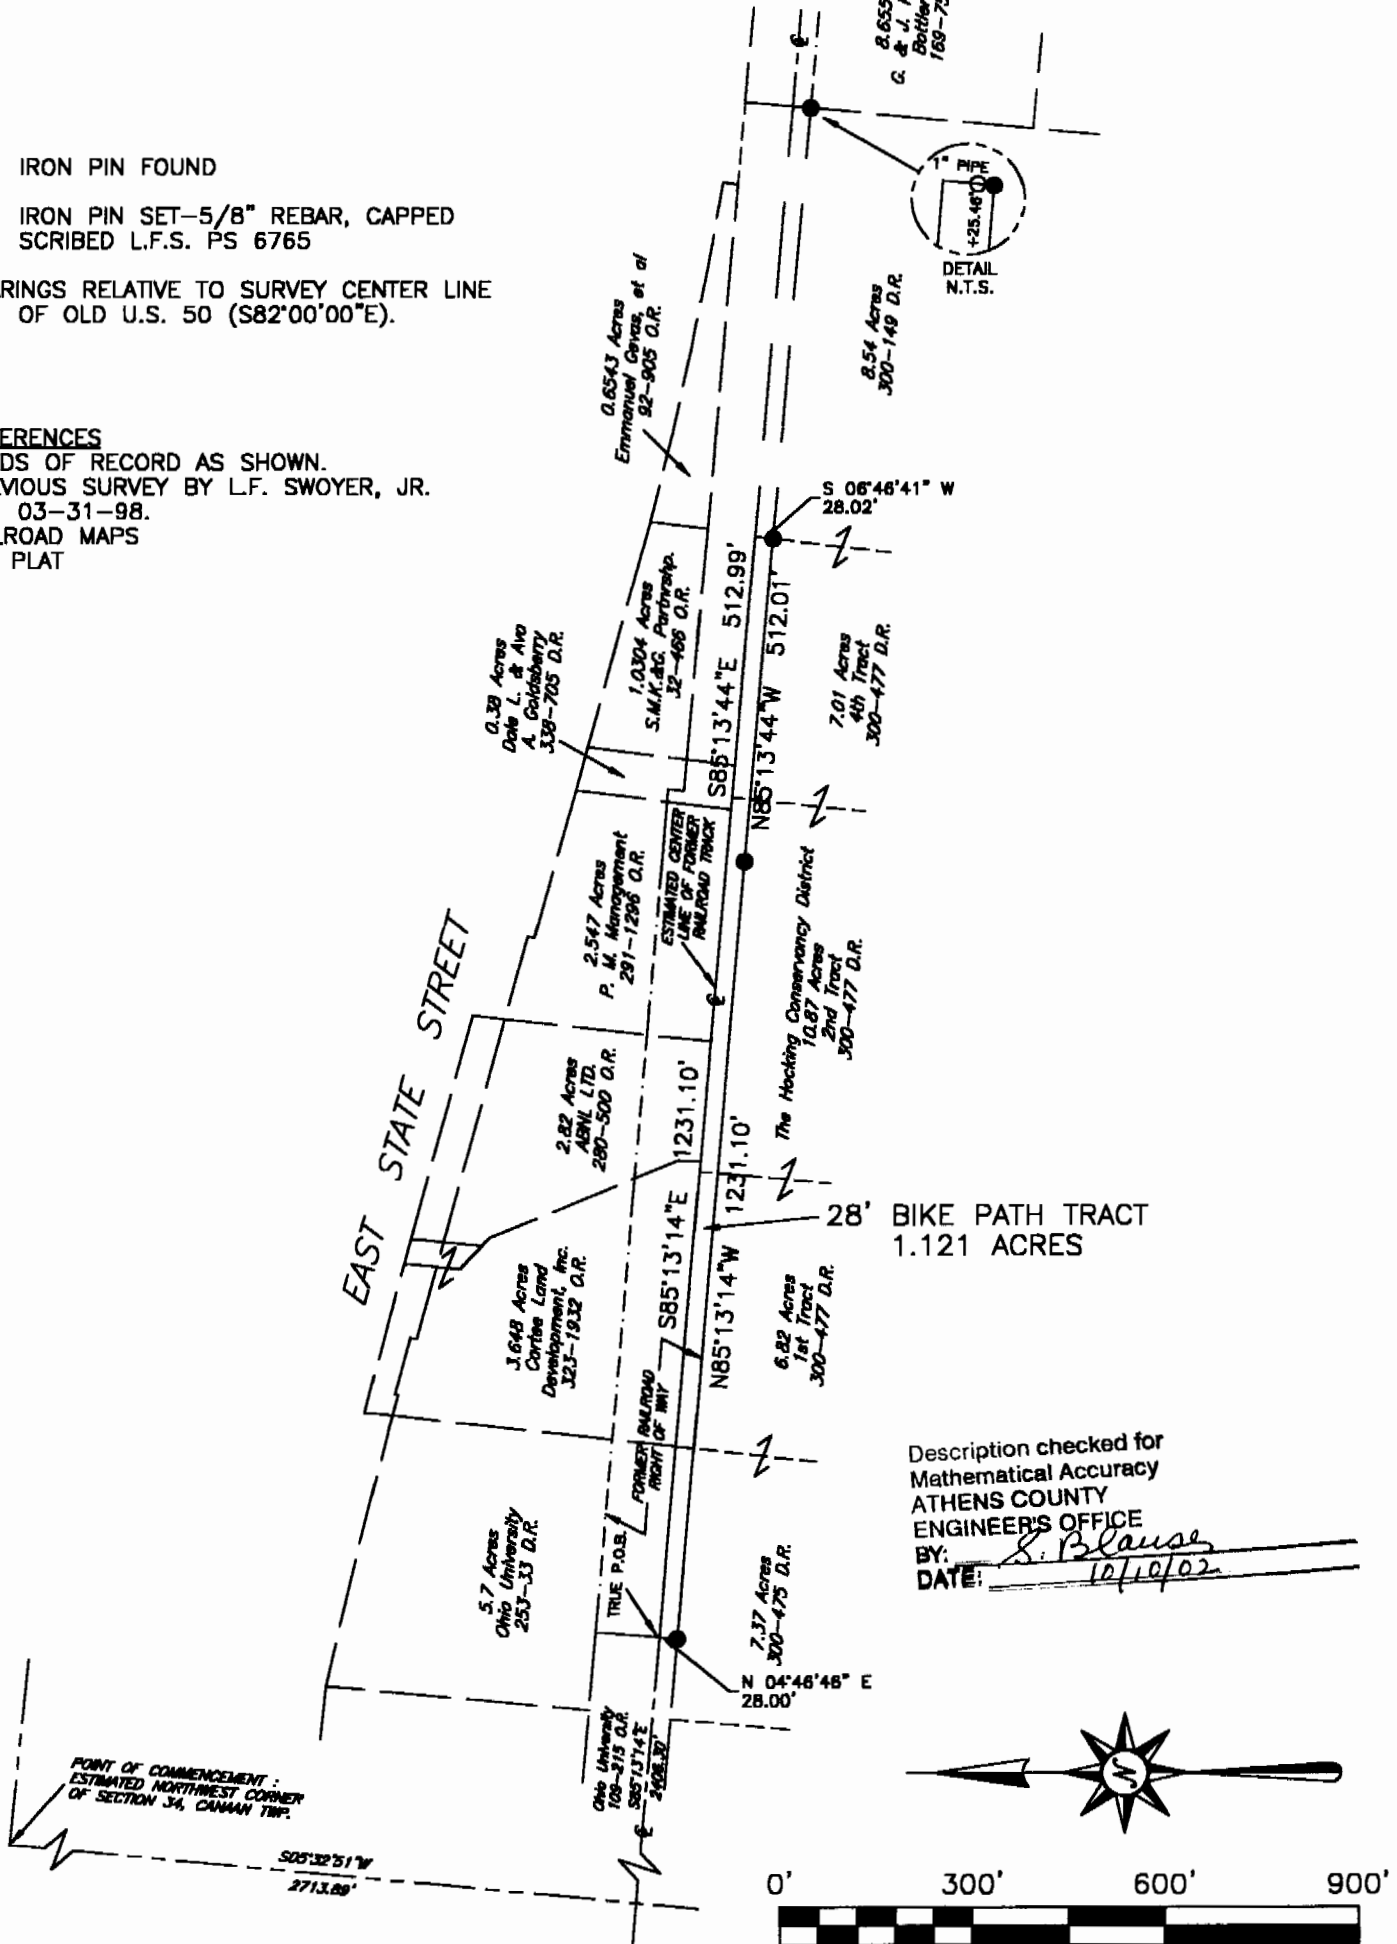 8.655
G. & J.
Bottler
169-75
℄
1" PIPE
+25.46'
DETAIL
N.T.S.
IRON PIN FOUND
IRON PIN SET-5/8" REBAR, CAPPED
SCRIBED L.F.S. PS 6765
RINGS RELATIVE TO SURVEY CENTER LINE
OF OLD U.S. 50 (S82°00'00"E).
ERENCES
DS OF RECORD AS SHOWN.
VIOUS SURVEY BY L.F. SWOYER, JR.
03-31-98.
ROAD MAPS
PLAT
0.6543 Acres
Emmanuel Gevas, et al
92-905 O.R.
8.54 Acres
300-149 D.R.
S 06°46'41" W
28.02'
1.0304 Acres
S.M.K.&G. Partnrshp.
32-466 O.R.
S85°13'44"E 512.99'
N85°13'44"W 512.01'
7.01 Acres
4th Tract
300-477 D.R.
0.38 Acres
Dale L. & Ava
A. Goldsberry
338-705 D.R.
2.547 Acres
P. M. Management
291-1296 O.R.
ESTIMATED CENTER
LINE OF FORMER
RAILROAD TRACK
℄
The Hocking Conservancy District
10.87 Acres
2nd Tract
300-477 D.R.
EAST STATE STREET
2.82 Acres
ABNL LTD.
280-500 O.R.
S85°13'14"E 1231.10'
N85°13'14"W 1231.10'
28' BIKE PATH TRACT
1.121 ACRES
3.648 Acres
Cortee Land
Development, Inc.
323-1932 O.R.
6.82 Acres
1st Tract
300-477 D.R.
FORMER RAILROAD
RIGHT OF WAY
5.7 Acres
Ohio University
253-33 D.R.
TRUE P.O.B.
7.37 Acres
300-475 D.R.
N 04°46'46" E
28.00'
Description checked for
Mathematical Accuracy
ATHENS COUNTY
ENGINEER'S OFFICE
BY: S. Blauser
DATE: 10/10/02
Ohio University
109-215 O.R.
S85°13'14"E
2408.30'
℄
POINT OF COMMENCEMENT :
ESTIMATED NORTHWEST CORNER
OF SECTION 34, CANAAN TWP.
S05°32'51"W
2713.89'
N
0' 300' 600' 900'